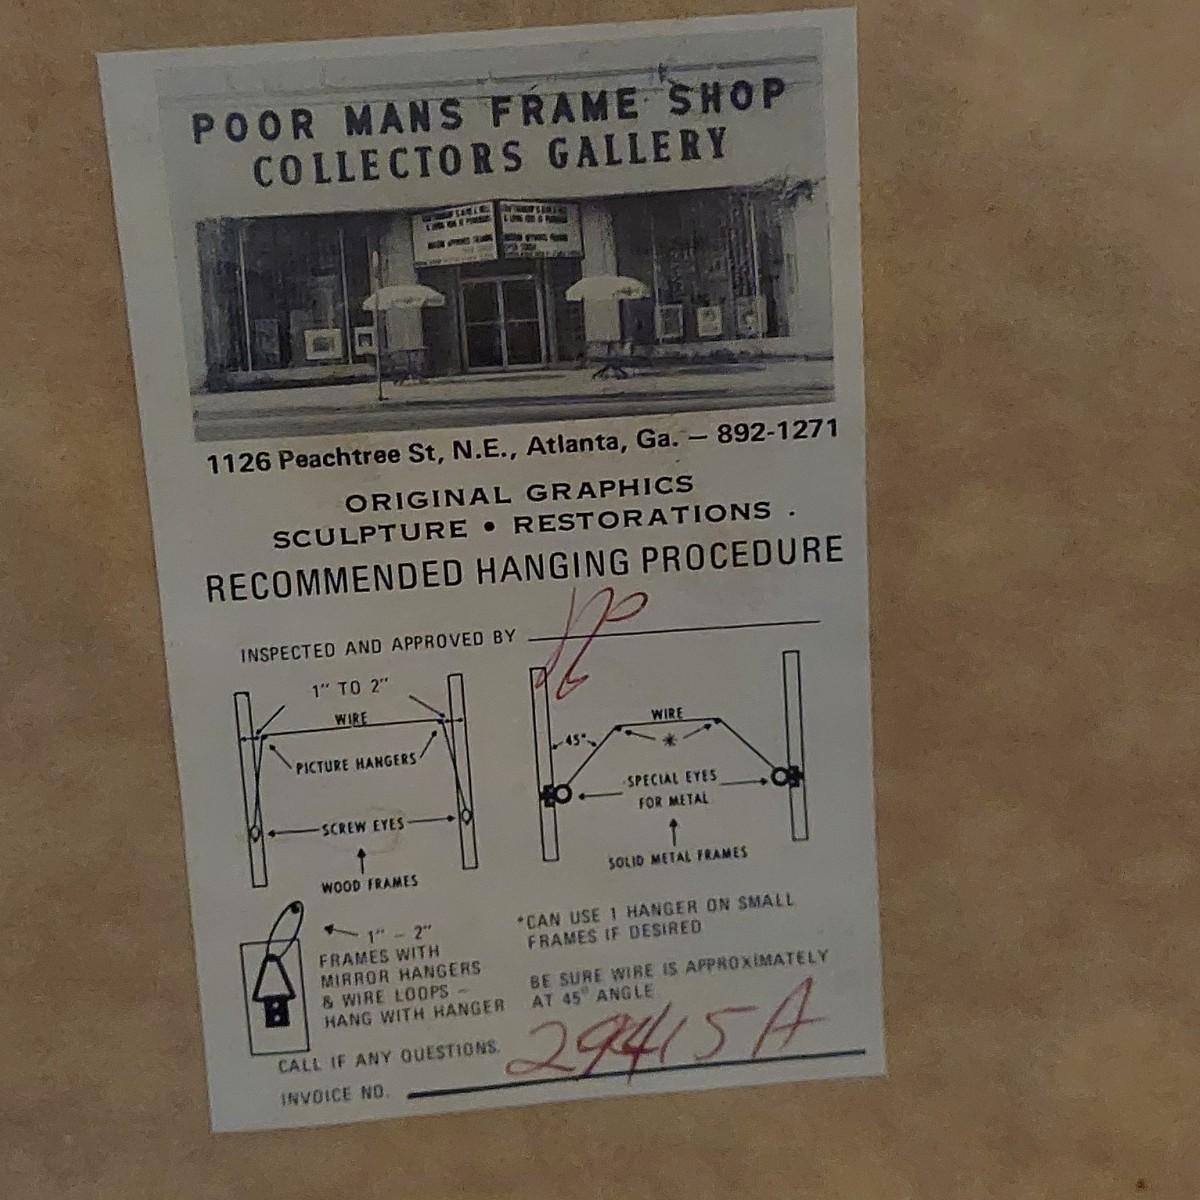 POOR MANS FRAME SHOP
COLLECTORS GALLERY
1126 Peachtree St, N.E., Atlanta, Ga. – 892-1271
ORIGINAL GRAPHICS
SCULPTURE • RESTORATIONS .
RECOMMENDED HANGING PROCEDURE
INSPECTED AND APPROVED BY
1" TO 2"
WIRE
PICTURE HANGERS
SCREW EYES
WOOD FRAMES
WIRE
45°
*
SPECIAL EYES
FOR METAL
SOLID METAL FRAMES
1" – 2"
FRAMES WITH
MIRROR HANGERS
& WIRE LOOPS –
HANG WITH HANGER
*CAN USE 1 HANGER ON SMALL
FRAMES IF DESIRED
BE SURE WIRE IS APPROXIMATELY
AT 45° ANGLE
CALL IF ANY QUESTIONS.
INVOICE NO. 29415A